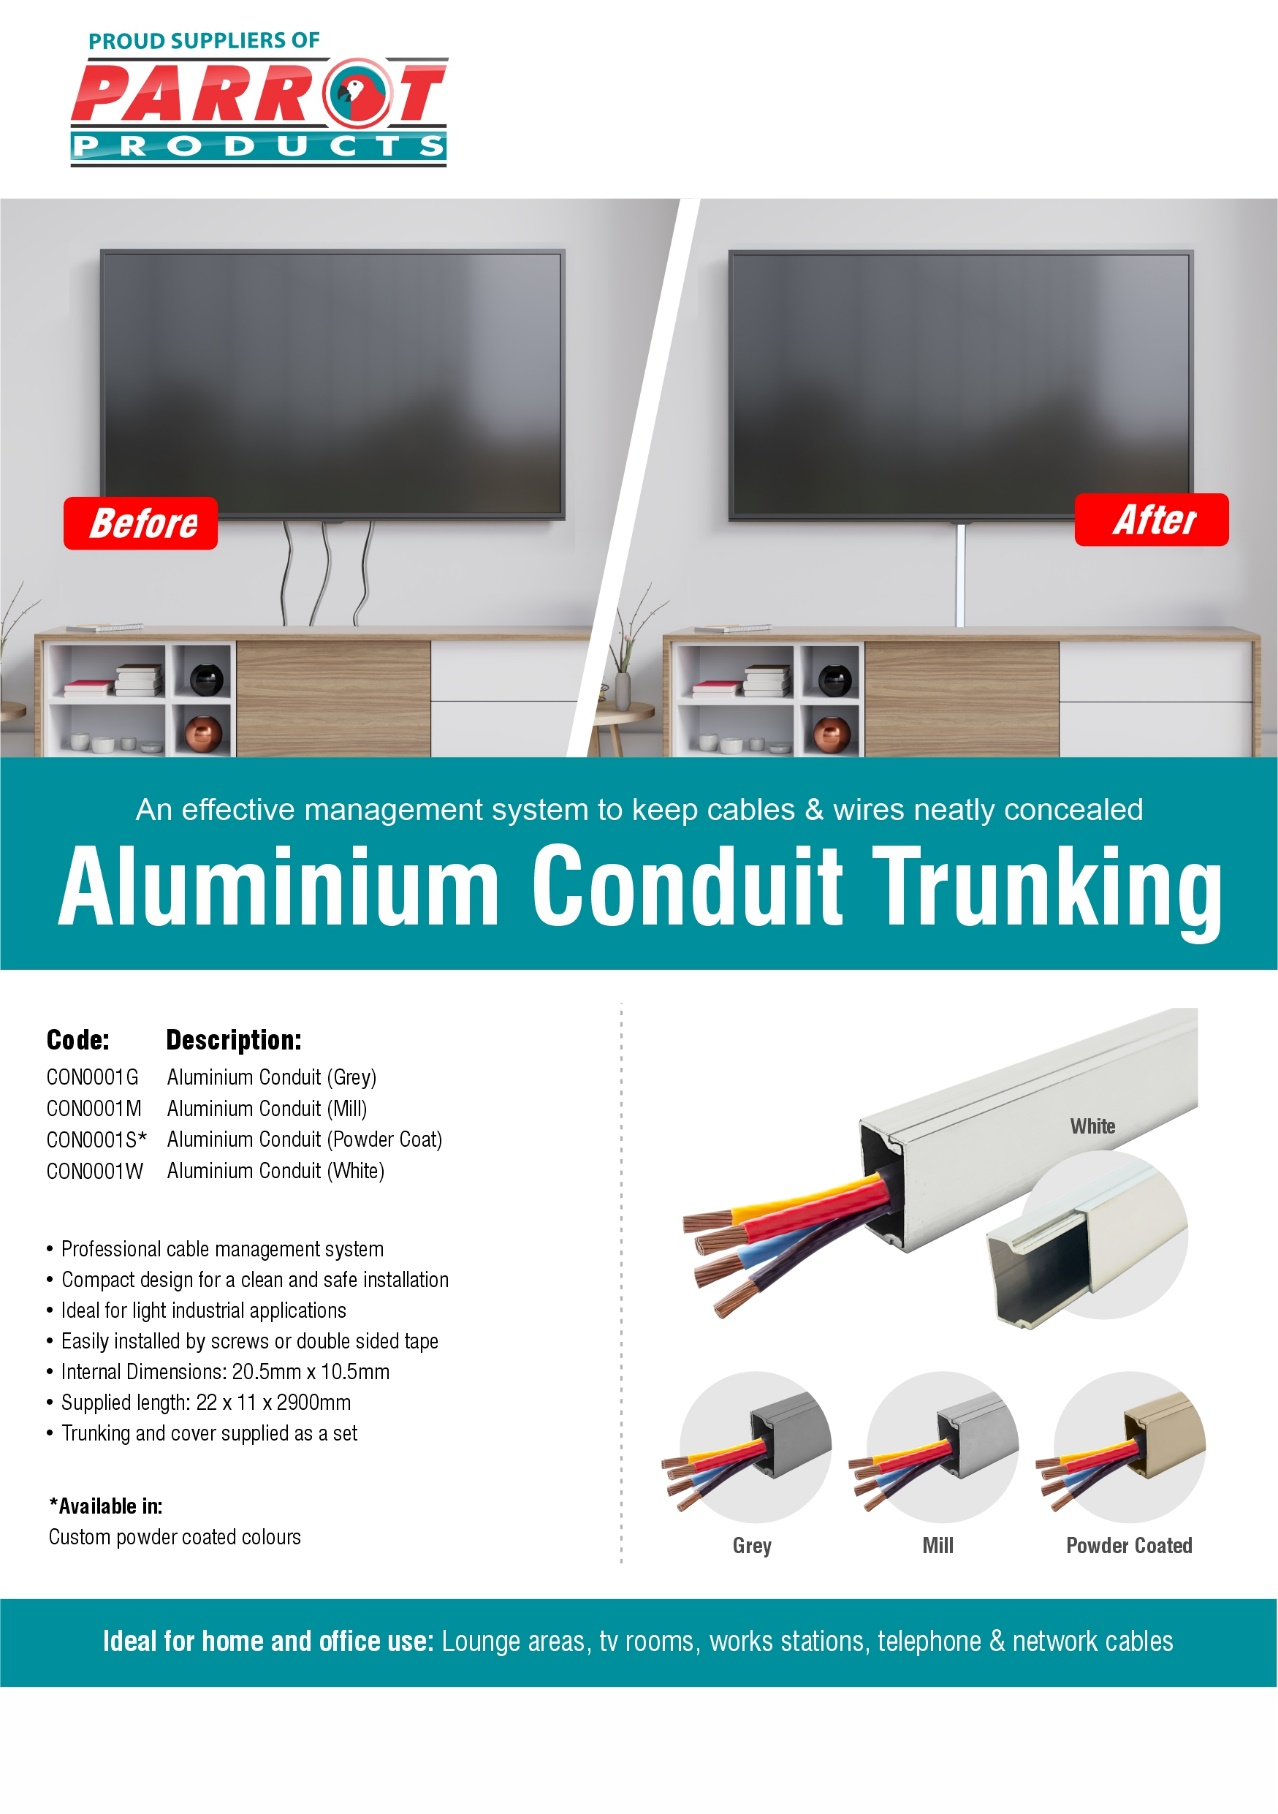 PROUD SUPPLIERS OF
PARROT
PRODUCTS
Before
After
An effective management system to keep cables & wires neatly concealed
Aluminium Conduit Trunking
Code: Description:
CON0001G Aluminium Conduit (Grey)
CON0001M Aluminium Conduit (Mill)
CON0001S* Aluminium Conduit (Powder Coat)
CON0001W Aluminium Conduit (White)
• Professional cable management system
• Compact design for a clean and safe installation
• Ideal for light industrial applications
• Easily installed by screws or double sided tape
• Internal Dimensions: 20.5mm x 10.5mm
• Supplied length: 22 x 11 x 2900mm
• Trunking and cover supplied as a set
*Available in:
Custom powder coated colours
White
Grey
Mill
Powder Coated
Ideal for home and office use: Lounge areas, tv rooms, works stations, telephone & network cables